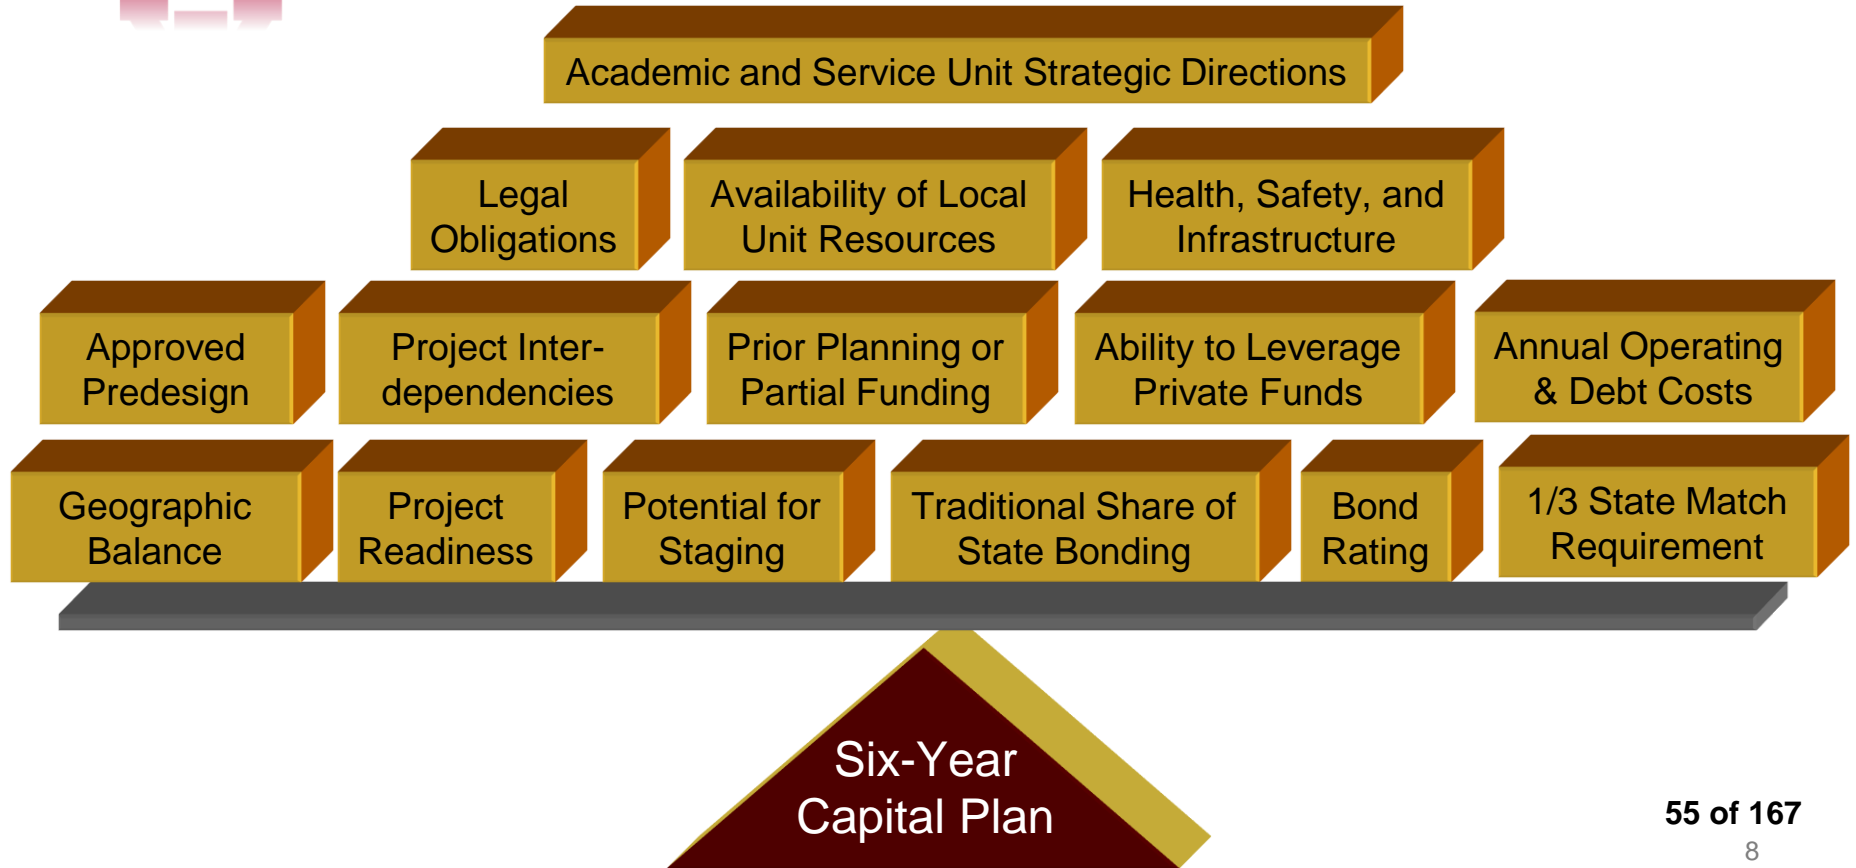 Academic and Service Unit Strategic Directions
Legal
Obligations
Availability of Local
Unit Resources
Health, Safety, and
Infrastructure
Approved
Predesign
Project Inter-
dependencies
Prior Planning or
Partial Funding
Ability to Leverage
Private Funds
Annual Operating
& Debt Costs
Geographic
Balance
Project
Readiness
Potential for
Staging
Traditional Share of
State Bonding
Bond
Rating
1/3 State Match
Requirement
Six-Year
Capital Plan
55 of 167
8